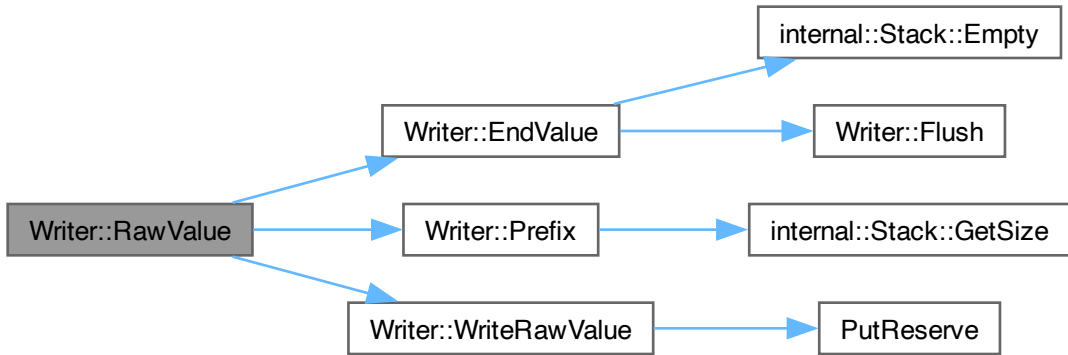 internal::Stack::Empty
Writer::EndValue
Writer::Flush
Writer::RawValue
Writer::Prefix
internal::Stack::GetSize
Writer::WriteRawValue
PutReserve